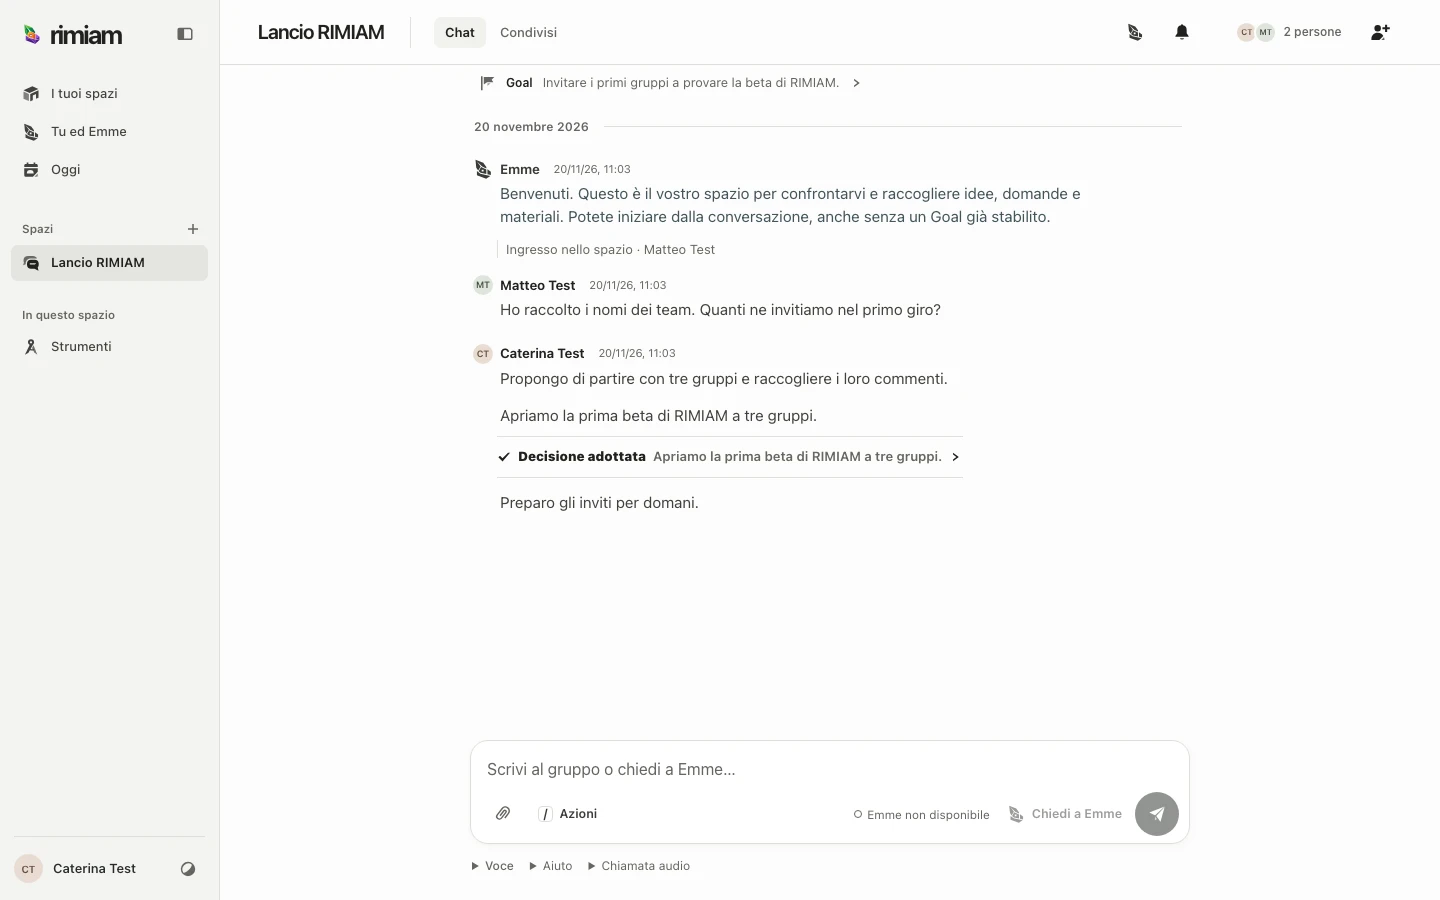 rimiam
I tuoi spazi
Tu ed Emme
Oggi
Spazi
Lancio RIMIAM
In questo spazio
Strumenti
CT Caterina Test
Lancio RIMIAM
Chat Condivisi
CT MT 2 persone
Goal Invitare i primi gruppi a provare la beta di RIMIAM.
20 novembre 2026
Emme 20/11/26, 11:03
Benvenuti. Questo è il vostro spazio per confrontarvi e raccogliere idee, domande e
materiali. Potete iniziare dalla conversazione, anche senza un Goal già stabilito.
Ingresso nello spazio · Matteo Test
MT Matteo Test 20/11/26, 11:03
Ho raccolto i nomi dei team. Quanti ne invitiamo nel primo giro?
CT Caterina Test 20/11/26, 11:03
Propongo di partire con tre gruppi e raccogliere i loro commenti.
Apriamo la prima beta di RIMIAM a tre gruppi.
Decisione adottata Apriamo la prima beta di RIMIAM a tre gruppi.
Preparo gli inviti per domani.
Scrivi al gruppo o chiedi a Emme...
/ Azioni Emme non disponibile Chiedi a Emme
Voce Aiuto Chiamata audio